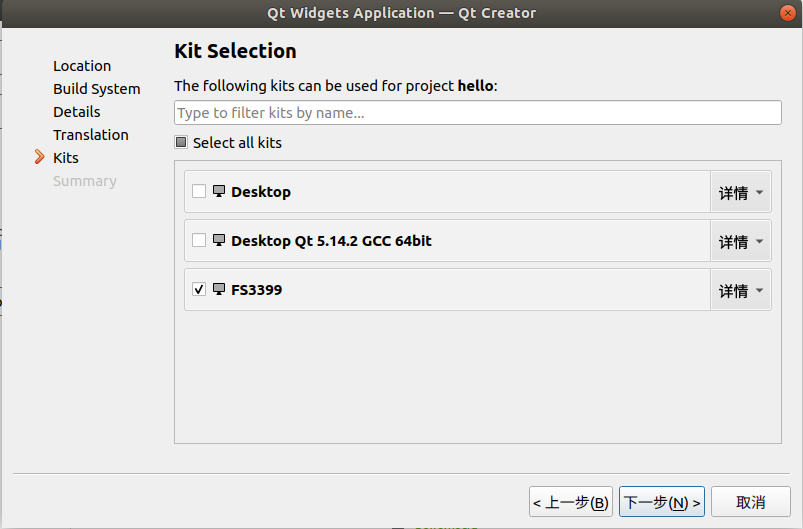 Qt Widgets Application — Qt Creator
Location
Build System
Details
Translation
Kits
Summary
Kit Selection
The following kits can be used for project hello:
Type to filter kits by name...
Select all kits
Desktop 详情
Desktop Qt 5.14.2 GCC 64bit 详情
FS3399 详情
< 上一步(B) 下一步(N) > 取消